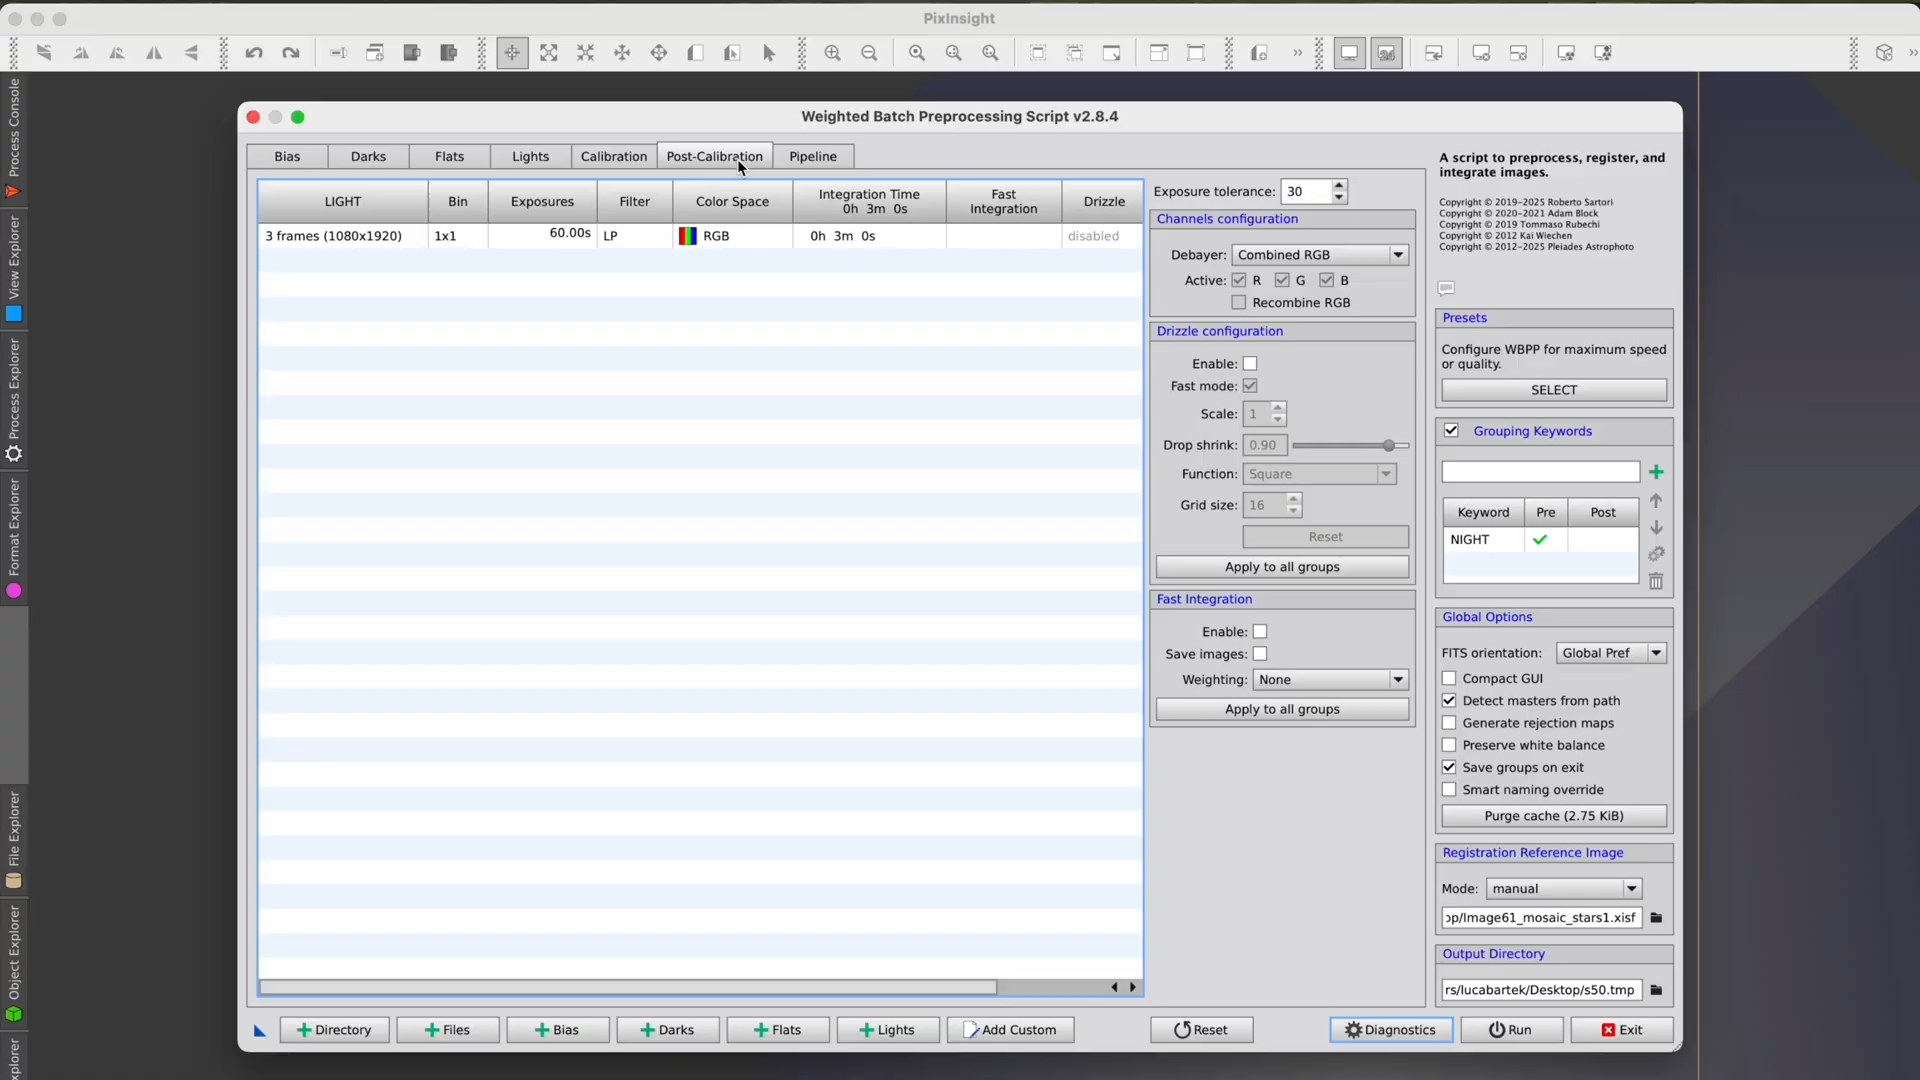 PixInsight
Weighted Batch Preprocessing Script v2.8.4
Process Console
View Explorer
Process Explorer
Format Explorer
File Explorer
Object Explorer
xplorer
Bias
Darks
Flats
Lights
Calibration
Post-Calibration
Pipeline
LIGHT
Bin
Exposures
Filter
Color Space
Integration Time
0h 3m 0s
Fast
Integration
Drizzle
3 frames (1080x1920)
1x1
60.00s
LP
RGB
0h 3m 0s
disabled
Exposure tolerance: 30
Channels configuration
Debayer: Combined RGB
Active: R G B
Recombine RGB
Drizzle configuration
Enable:
Fast mode:
Scale: 1
Drop shrink: 0.90
Function: Square
Grid size: 16
Reset
Apply to all groups
Fast Integration
Enable:
Save images:
Weighting: None
Apply to all groups
A script to preprocess, register, and
integrate images.
Copyright © 2019-2025 Roberto Sartori
Copyright © 2020-2021 Adam Block
Copyright © 2019 Tommaso Rubechi
Copyright © 2012 Kai Wiechen
Copyright © 2012-2025 Pleiades Astrophoto
Presets
Configure WBPP for maximum speed
or quality.
SELECT
Grouping Keywords
Keyword Pre Post
NIGHT
Global Options
FITS orientation: Global Pref
Compact GUI
Detect masters from path
Generate rejection maps
Preserve white balance
Save groups on exit
Smart naming override
Purge cache (2.75 KiB)
Registration Reference Image
Mode: manual
op/Image61_mosaic_stars1.xisf
Output Directory
rs/lucabartek/Desktop/s50.tmp
Directory
Files
Bias
Darks
Flats
Lights
Add Custom
Reset
Diagnostics
Run
Exit